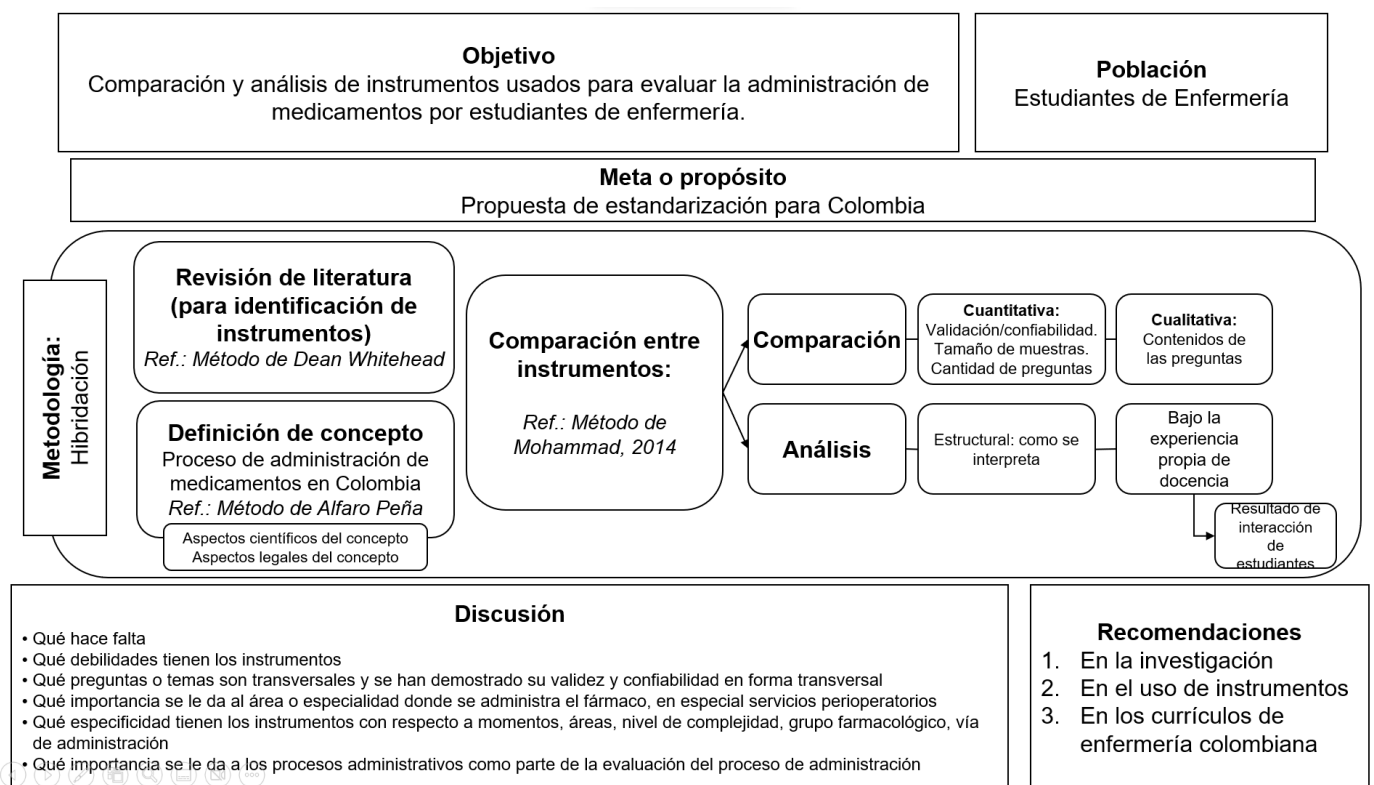 Objetivo
Comparación y análisis de instrumentos usados para evaluar la administración de
medicamentos por estudiantes de enfermería.
Población
Estudiantes de Enfermería
Meta o propósito
Propuesta de estandarización para Colombia
Metodología:
Hibridación
Revisión de literatura
(para identificación de
instrumentos)
Ref.: Método de Dean Whitehead
Definición de concepto
Proceso de administración de
medicamentos en Colombia
Ref.: Método de Alfaro Peña
Aspectos científicos del concepto
Aspectos legales del concepto
Comparación entre
instrumentos:
Ref.: Método de
Mohammad, 2014
Comparación
Cuantitativa:
Validación/confiabilidad.
Tamaño de muestras.
Cantidad de preguntas
Cualitativa:
Contenidos de
las preguntas
Análisis
Estructural: como se
interpreta
Bajo la
experiencia
propia de
docencia
Resultado de
interacción
de
estudiantes
Discusión
• Qué hace falta
• Qué debilidades tienen los instrumentos
• Qué preguntas o temas son transversales y se han demostrado su validez y confiabilidad en forma transversal
• Qué importancia se le da al área o especialidad donde se administra el fármaco, en especial servicios perioperatorios
• Qué especificidad tienen los instrumentos con respecto a momentos, áreas, nivel de complejidad, grupo farmacológico, vía
de administración
• Qué importancia se le da a los procesos administrativos como parte de la evaluación del proceso de administración
Recomendaciones
1. En la investigación
2. En el uso de instrumentos
3. En los currículos de
enfermería colombiana